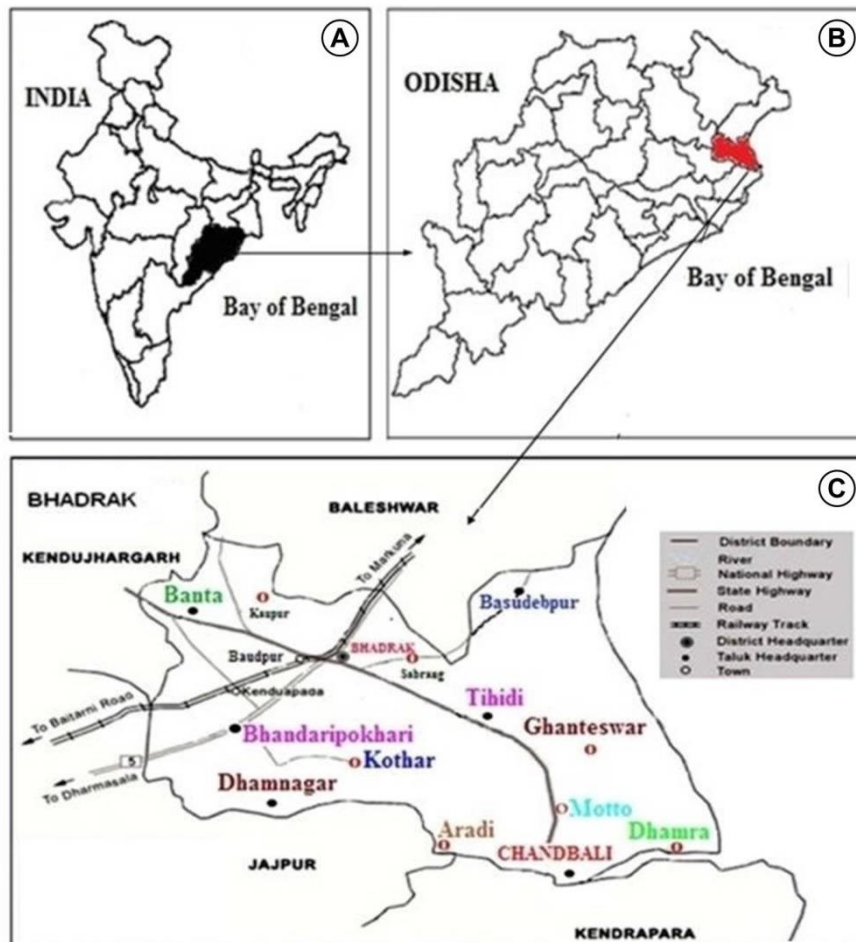 A
INDIA
Bay of Bengal
B
ODISHA
Bay of Bengal
C
BHADRAK
BALESHWAR
KENDUJHARGARH
To Markuna
Banta
Kaupur
Basudebpur
Baudpur
BHADRAK
Sabraag
Kenduapada
To Baitarni Road
Tihidi
Bhandaripokhari
Ghanteswar
Kothar
5
To Dharmasala
Dhamnagar
Motto
Aradi
Dhamra
CHANDBALI
JAJPUR
KENDRAPARA
District Boundary
River
National Highway
State Highway
Road
Railway Track
District Headquarter
Taluk Headquarter
Town